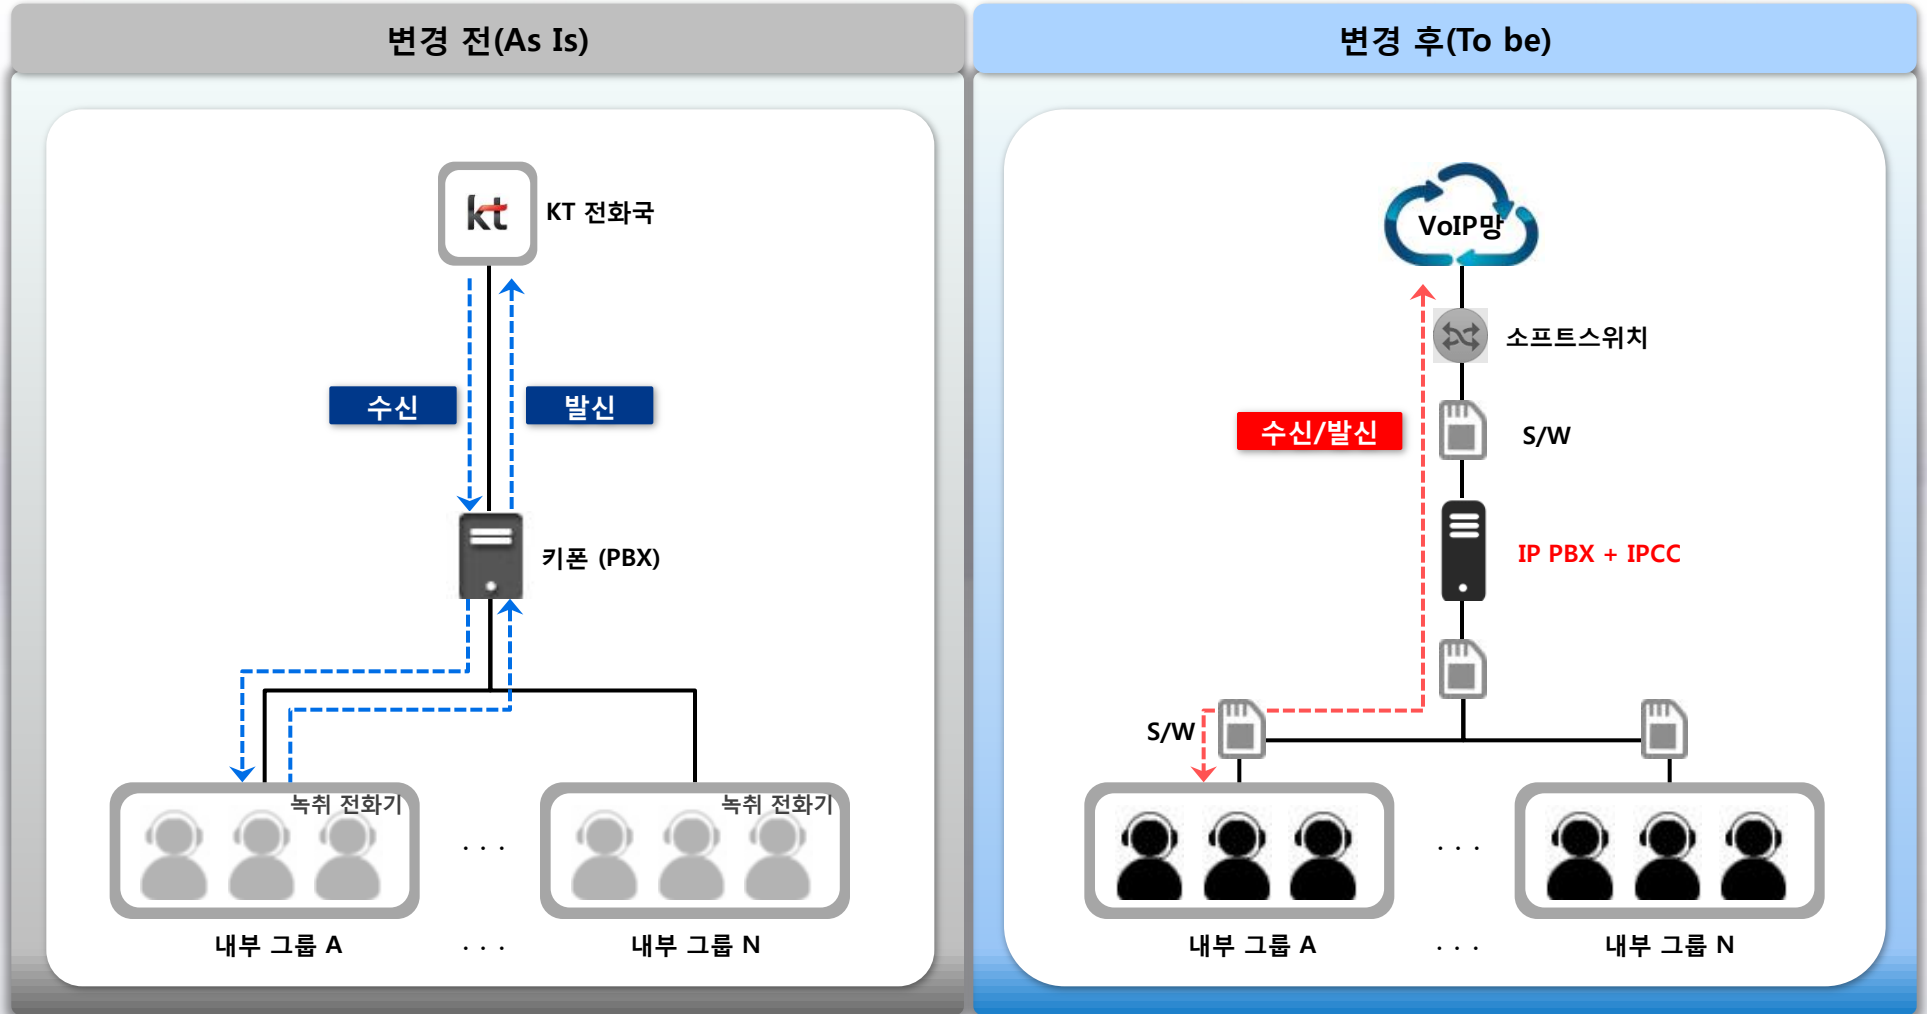 변경 전(As Is)
kt
KT 전화국
수신
발신
키폰 (PBX)
녹취 전화기
. . .
녹취 전화기
내부 그룹 A
. . .
내부 그룹 N
변경 후(To be)
VoIP망
소프트스위치
수신/발신
S/W
IP PBX + IPCC
S/W
. . .
내부 그룹 A
. . .
내부 그룹 N